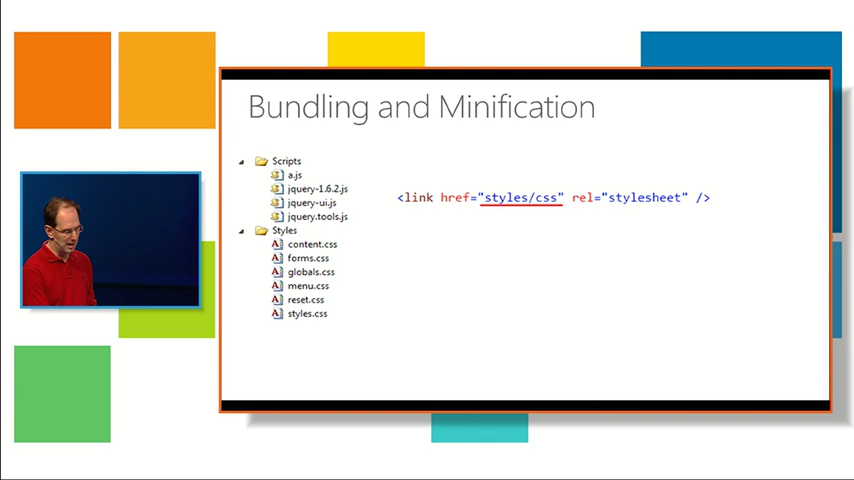 Bundling and Minification
Scripts
a.js
jquery-1.6.2.js
jquery-ui.js
jquery.tools.js
Styles
content.css
forms.css
globals.css
menu.css
reset.css
styles.css
<link href="styles/css" rel="stylesheet" />